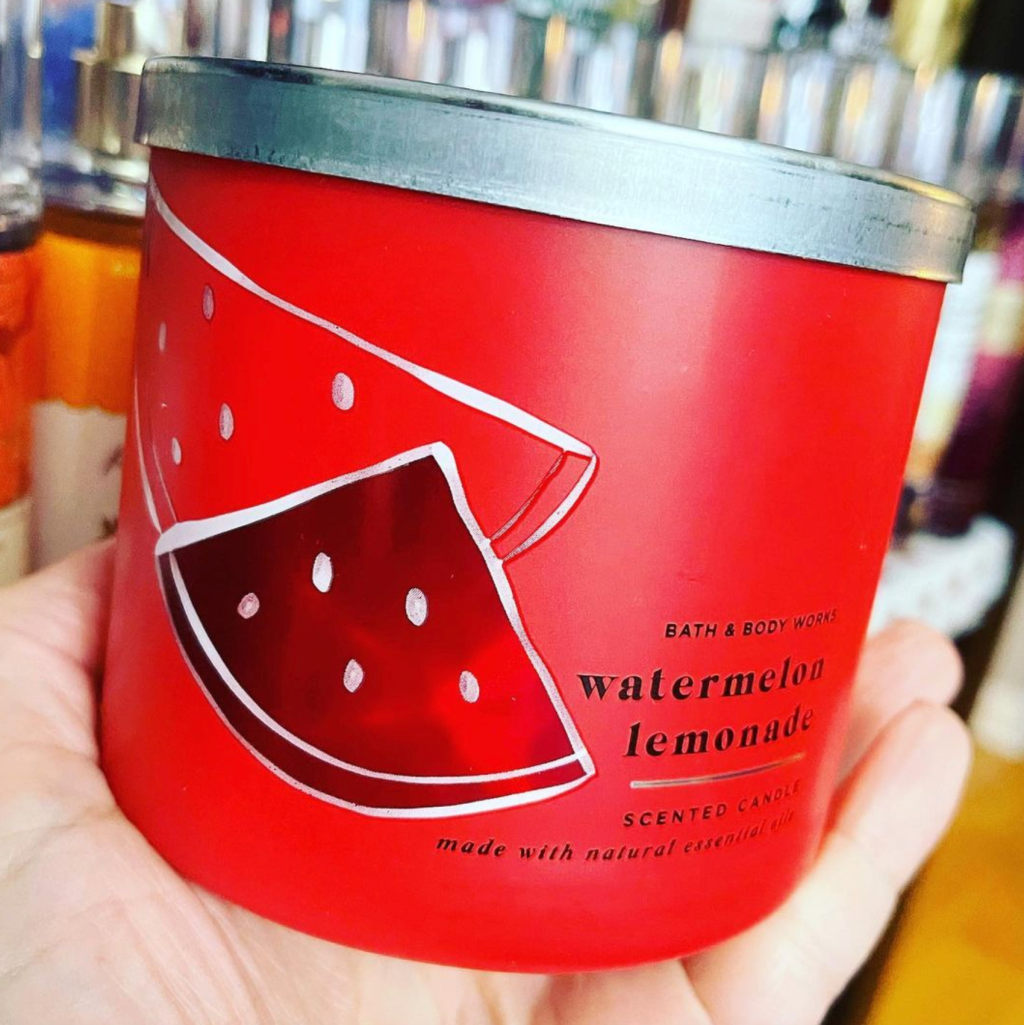 BATH & BODY WORKS
watermelon
lemonade
SCENTED CANDLE
made with natural essential oils